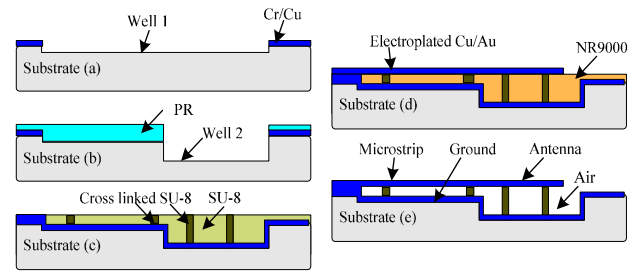 Cr/Cu
Well 1
Substrate (a)
PR
Well 2
Substrate (b)
Cross linked SU-8
SU-8
Substrate (c)
Electroplated Cu/Au
NR9000
Substrate (d)
Microstrip
Ground
Antenna
Air
Substrate (e)